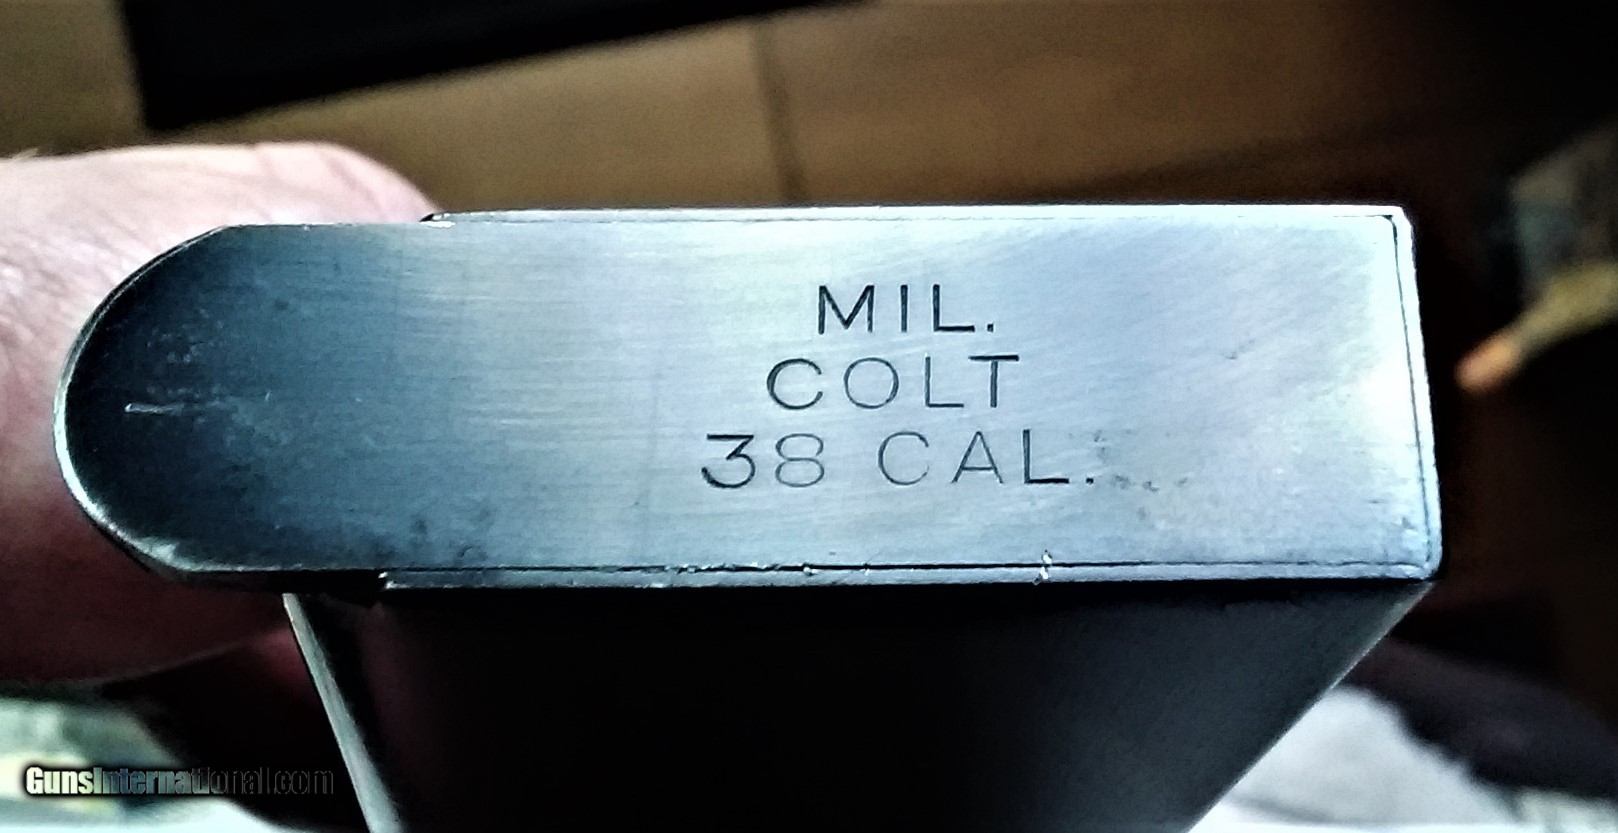 MIL.
COLT
38 CAL.
GunsInternational.com